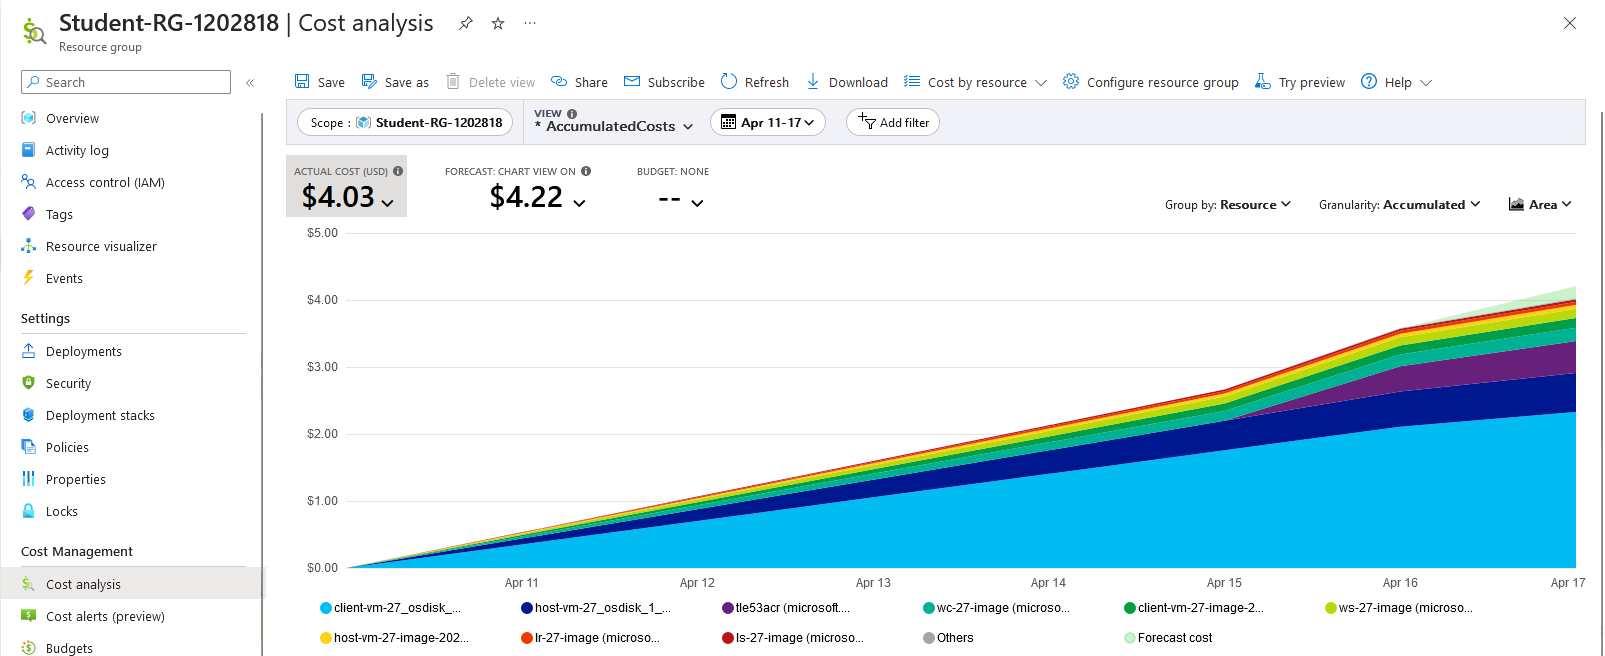 Student-RG-1202818 | Cost analysis
Resource group
Search
Overview
Activity log
Access control (IAM)
Tags
Resource visualizer
Events
Settings
Deployments
Security
Deployment stacks
Policies
Properties
Locks
Cost Management
Cost analysis
Cost alerts (preview)
Budgets
Save Save as Delete view Share Subscribe Refresh Download Cost by resource Configure resource group Try preview Help
Scope : Student-RG-1202818
VIEW
* AccumulatedCosts
Apr 11-17
Add filter
ACTUAL COST (USD)
$4.03
FORECAST: CHART VIEW ON
$4.22
BUDGET: NONE
--
Group by: Resource Granularity: Accumulated Area
$5.00
$4.00
$3.00
$2.00
$1.00
$0.00
Apr 11 Apr 12 Apr 13 Apr 14 Apr 15 Apr 16 Apr 17
client-vm-27_osdisk_... host-vm-27_osdisk_1_... tle53acr (microsoft.... wc-27-image (microso... client-vm-27-image-2... ws-27-image (microso...
host-vm-27-image-202... lr-27-image (microso... ls-27-image (microso... Others Forecast cost